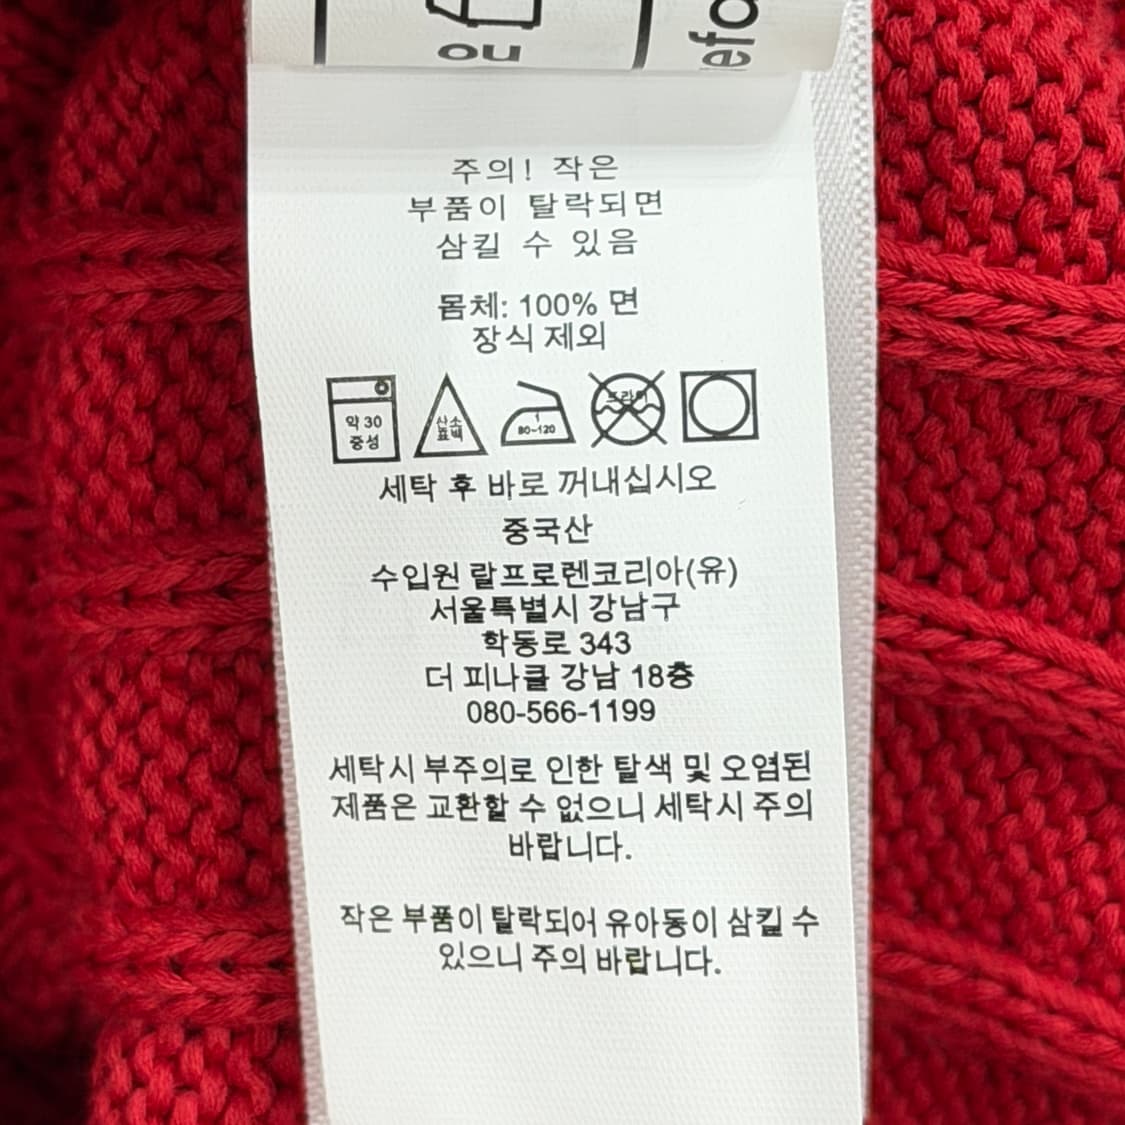 ou
efo
주의! 작은
부품이 탈락되면
삼킬 수 있음
몸체: 100% 면
장식 제외
약 30
중성
산소
표백
1
80~120
드라이
세탁 후 바로 꺼내십시오
중국산
수입원 랄프로렌코리아(유)
서울특별시 강남구
학동로 343
더 피나클 강남 18층
080-566-1199
세탁시 부주의로 인한 탈색 및 오염된
제품은 교환할 수 없으니 세탁시 주의
바랍니다.
작은 부품이 탈락되어 유아동이 삼킬 수
있으니 주의 바랍니다.